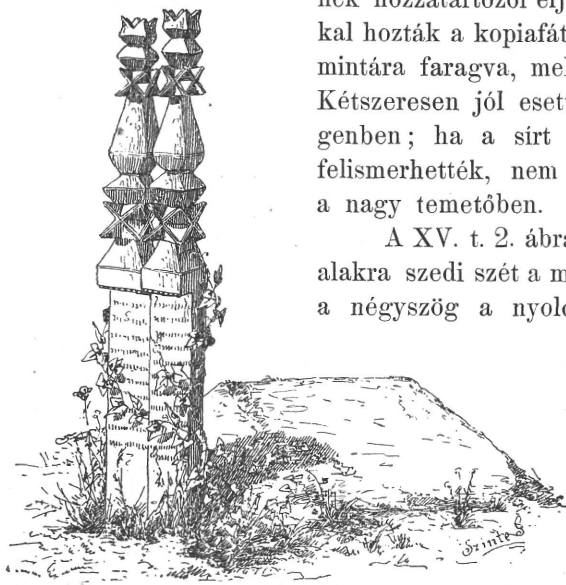 nek hozzátartozói elj
kal hozták a kopiafát
mintára faragva, mel
Kétszeresen jól eset
genben; ha a sírt
felismerhették, nem
a nagy temetőben.
A XV. t. 2. ábra
alakra szedi szét a m
a négyszög a nyolc
Szinte